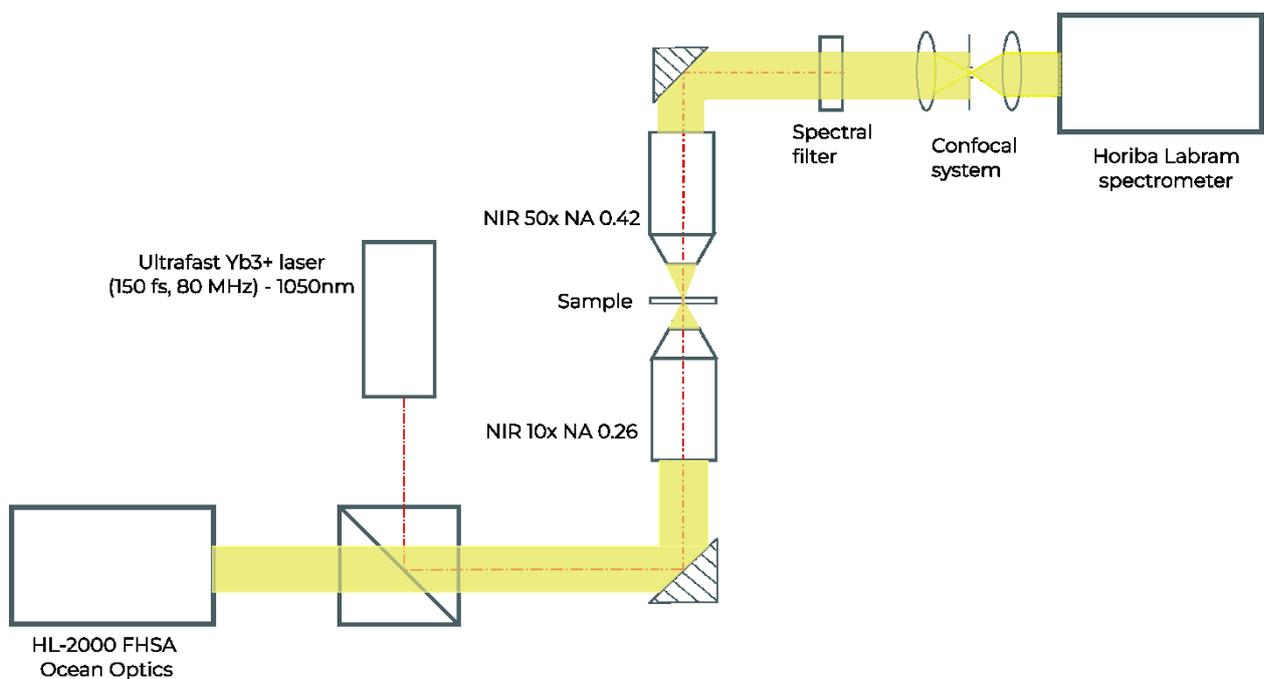 Spectral
filter
Confocal
system
Horiba Labram
spectrometer
NIR 50x NA 0.42
Ultrafast Yb3+ laser
(150 fs, 80 MHz) - 1050nm
Sample
NIR 10x NA 0.26
HL-2000 FHSA
Ocean Optics